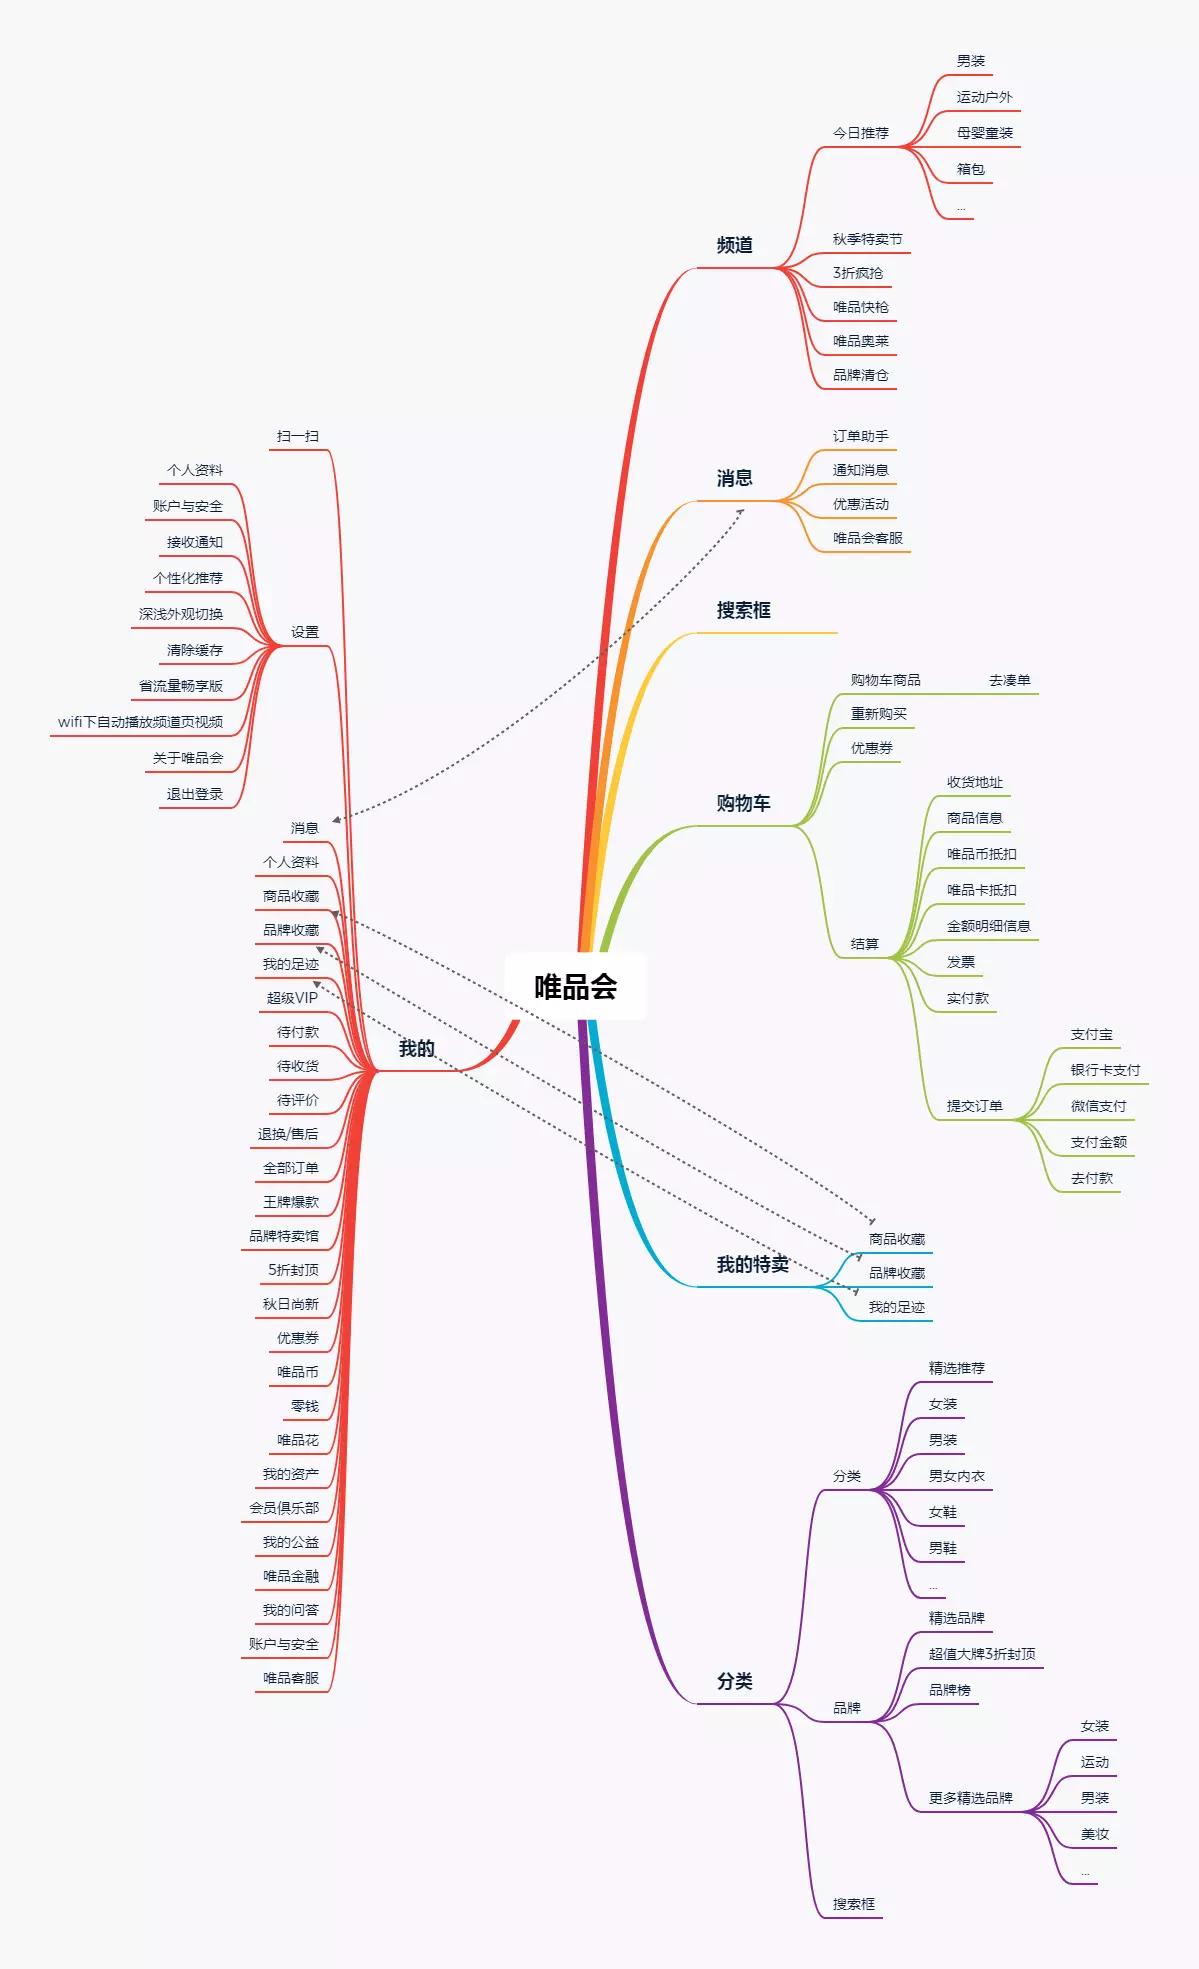 唯品会
频道
今日推荐
男装
运动户外
母婴童装
箱包
...
秋季特卖节
3折疯抢
唯品快枪
唯品奥莱
品牌清仓
消息
订单助手
通知消息
优惠活动
唯品会客服
搜索框
购物车
购物车商品
去凑单
重新购买
优惠券
结算
收货地址
商品信息
唯品币抵扣
唯品卡抵扣
金额明细信息
发票
实付款
提交订单
支付宝
银行卡支付
微信支付
支付金额
去付款
我的特卖
商品收藏
品牌收藏
我的足迹
分类
分类
精选推荐
女装
男装
男女内衣
女鞋
男鞋
...
品牌
精选品牌
超值大牌3折封顶
品牌榜
更多精选品牌
女装
运动
男装
美妆
...
搜索框
我的
扫一扫
设置
个人资料
账户与安全
接收通知
个性化推荐
深浅外观切换
清除缓存
省流量畅享版
wifi下自动播放频道页视频
关于唯品会
退出登录
消息
个人资料
商品收藏
品牌收藏
我的足迹
超级VIP
待付款
待收货
待评价
退换/售后
全部订单
王牌爆款
品牌特卖馆
5折封顶
秋日尚新
优惠券
唯品币
零钱
唯品花
我的资产
会员俱乐部
我的公益
唯品金融
我的问答
账户与安全
唯品客服